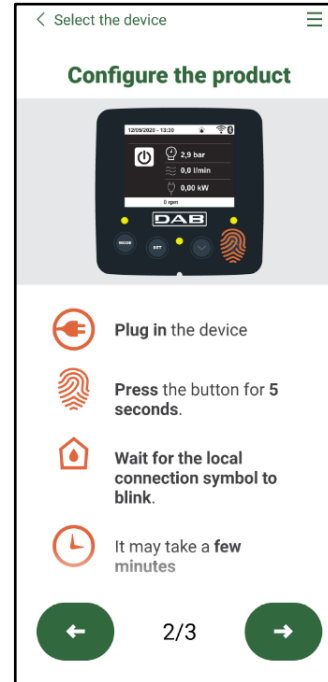 Select the device
Configure the product
12/09/2020 - 13:30
2,9 bar
0,0 l/min
0,00 kW
0 rpm
DAB
MODE
SET
Plug in the device
Press the button for 5
seconds.
Wait for the local
connection symbol to
blink.
It may take a few
minutes
2/3